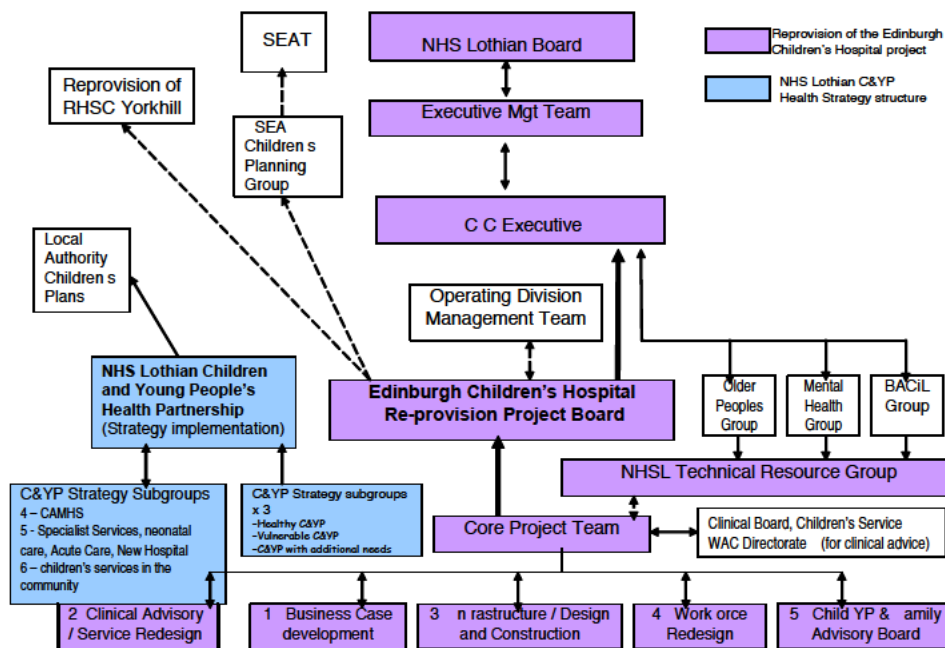 SEAT
NHS Lothian Board
Reprovision of the Edinburgh
Children's Hospital project
NHS Lothian C&YP
Health Strategy structure
Reprovision of
RHSC Yorkhill
Executive Mgt Team
SEA
Children s
Planning
Group
C C Executive
Local
Authority
Children s
Plans
Operating Division
Management Team
NHS Lothian Children
and Young People's
Health Partnership
(Strategy implementation)
Edinburgh Children's Hospital
Re-provision Project Board
Older
Peoples
Group
Mental
Health
Group
BACiL
Group
NHSL Technical Resource Group
C&YP Strategy Subgroups
4 – CAMHS
5 - Specialist Services, neonatal
care, Acute Care, New Hospital
6 – children's services in the
community
C&YP Strategy subgroups
x 3
-Healthy C&YP
-Vulnerable C&YP
-C&YP with additional needs
Core Project Team
Clinical Board, Children's Service
WAC Directorate (for clinical advice)
2 Clinical Advisory
/ Service Redesign
1 Business Case
development
3 n rastructure / Design
and Construction
4 Work orce
Redesign
5 Child YP & amily
Advisory Board